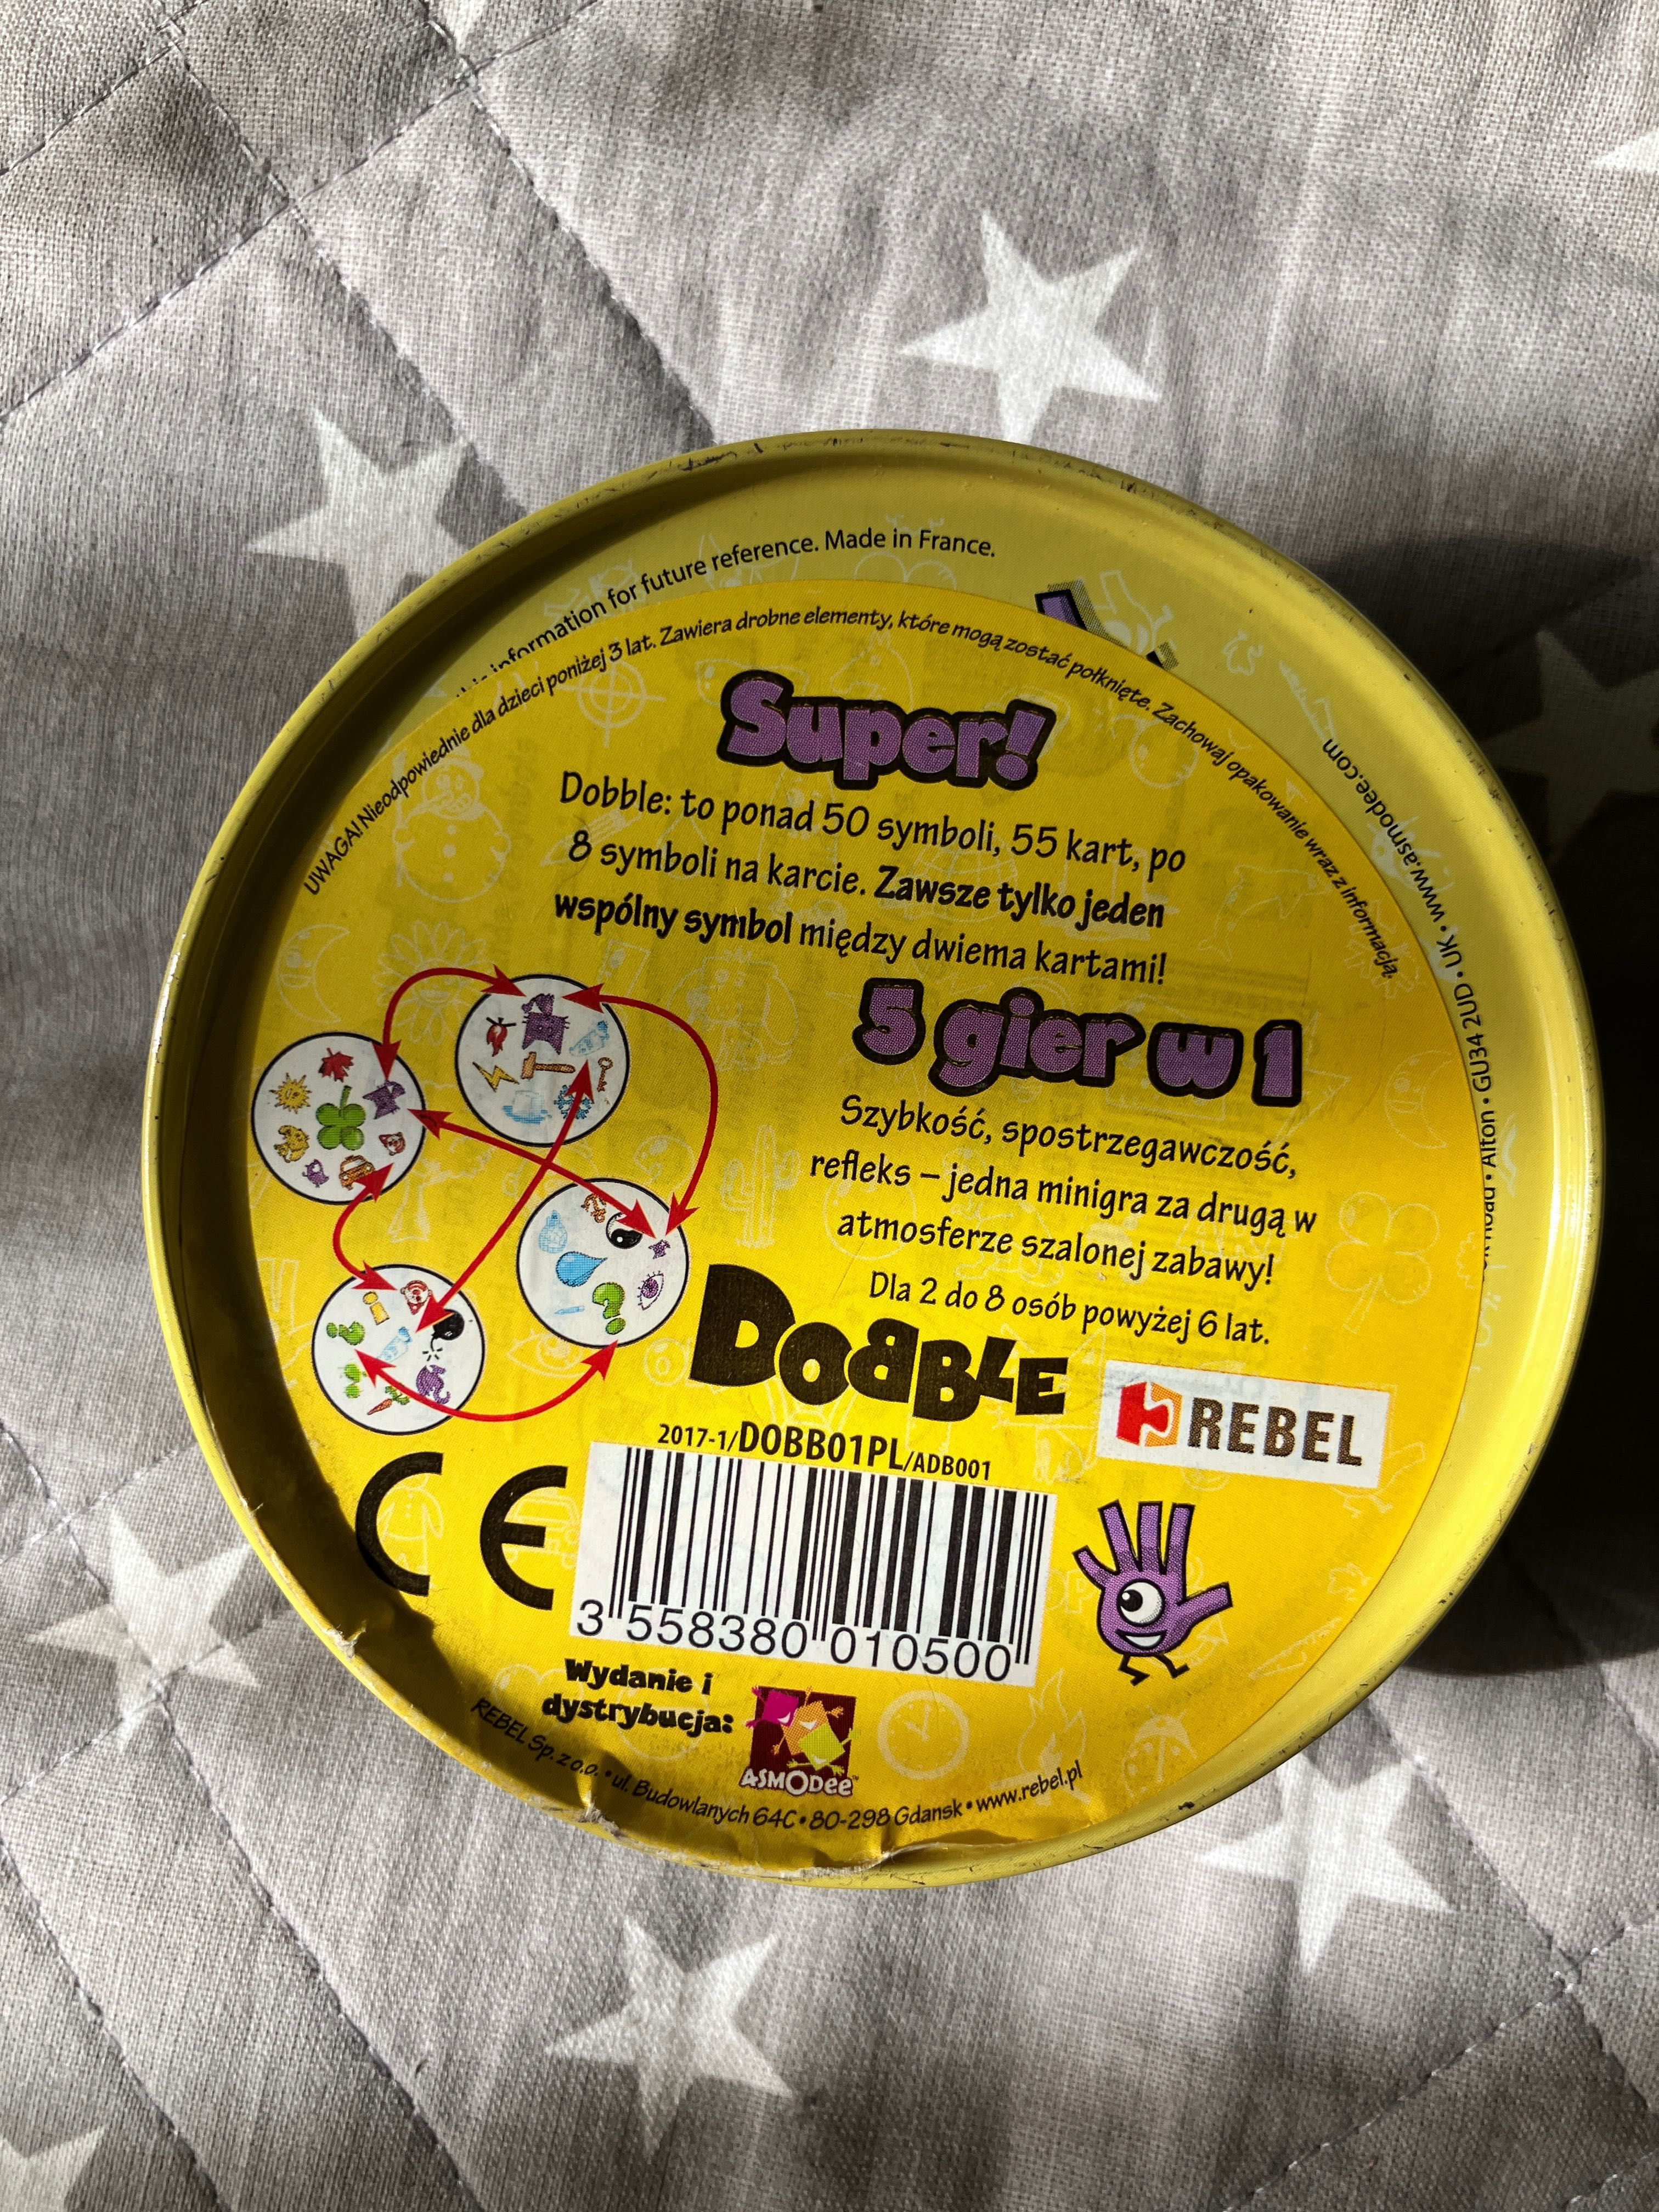 information for future reference. Made in France.
www.asmodee.com
Alton • GU34 2UD • UK •
UWAGA! Nieodpowiednie dla dzieci poniżej 3 lat. Zawiera drobne elementy, które mogą zostać połknięte. Zachowaj opakowanie wraz z informacją.
Super!
Dobble: to ponad 50 symboli, 55 kart, po
8 symboli na karcie. Zawsze tylko jeden
wspólny symbol między dwiema kartami!
5 gier w 1
Szybkość, spostrzegawczość,
refleks – jedna minigra za drugą w
atmosferze szalonej zabawy!
Dla 2 do 8 osób powyżej 6 lat.
DOBBLE
REBEL
2017-1/DOBB01PL/ADB001
CE
3 558380 010500
Wydanie i
dystrybucja:
ASMODee
REBEL Sp. z o.o. • ul. Budowlanych 64C • 80-298 Gdansk • www.rebel.pl